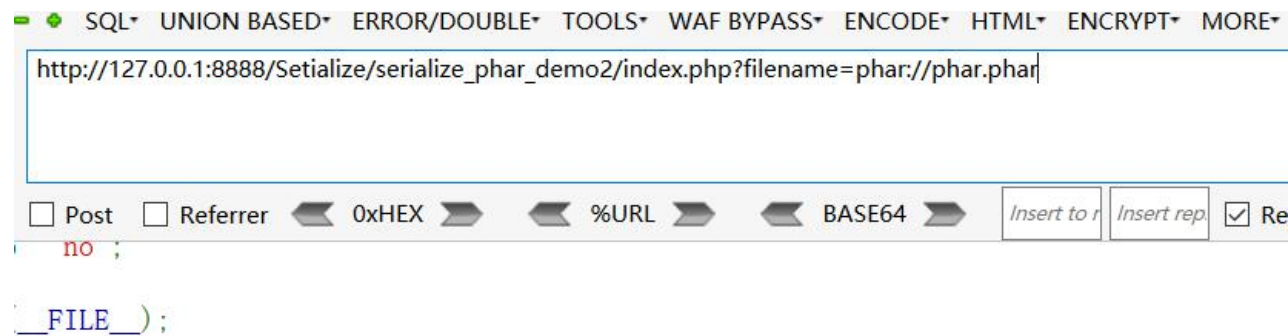 SQL▾ UNION BASED▾ ERROR/DOUBLE▾ TOOLS▾ WAF BYPASS▾ ENCODE▾ HTML▾ ENCRYPT▾ MORE▾
http://127.0.0.1:8888/Setialize/serialize_phar_demo2/index.php?filename=phar://phar.phar
Post Referrer 0xHEX %URL BASE64 Insert to r Insert rep. Re
no ;
(__FILE__);